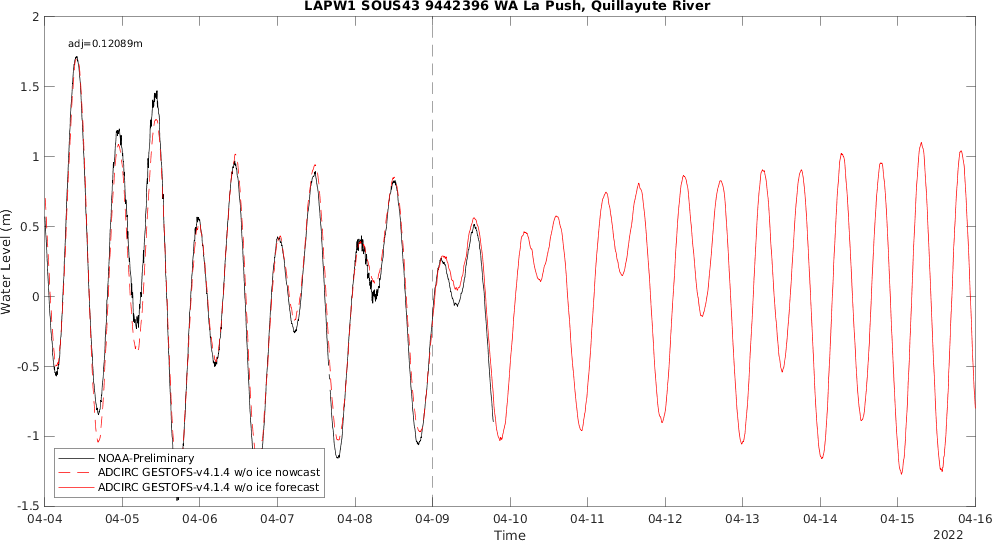 LAPW1 SOUS43 9442396 WA La Push, Quillayute River
adj=0.12089m
2
1.5
1
0.5
0
-0.5
-1
-1.5
Water Level (m)
NOAA-Preliminary
ADCIRC GESTOFS-v4.1.4 w/o ice nowcast
ADCIRC GESTOFS-v4.1.4 w/o ice forecast
04-04 04-05 04-06 04-07 04-08 04-09 04-10 04-11 04-12 04-13 04-14 04-15 04-16
Time
2022